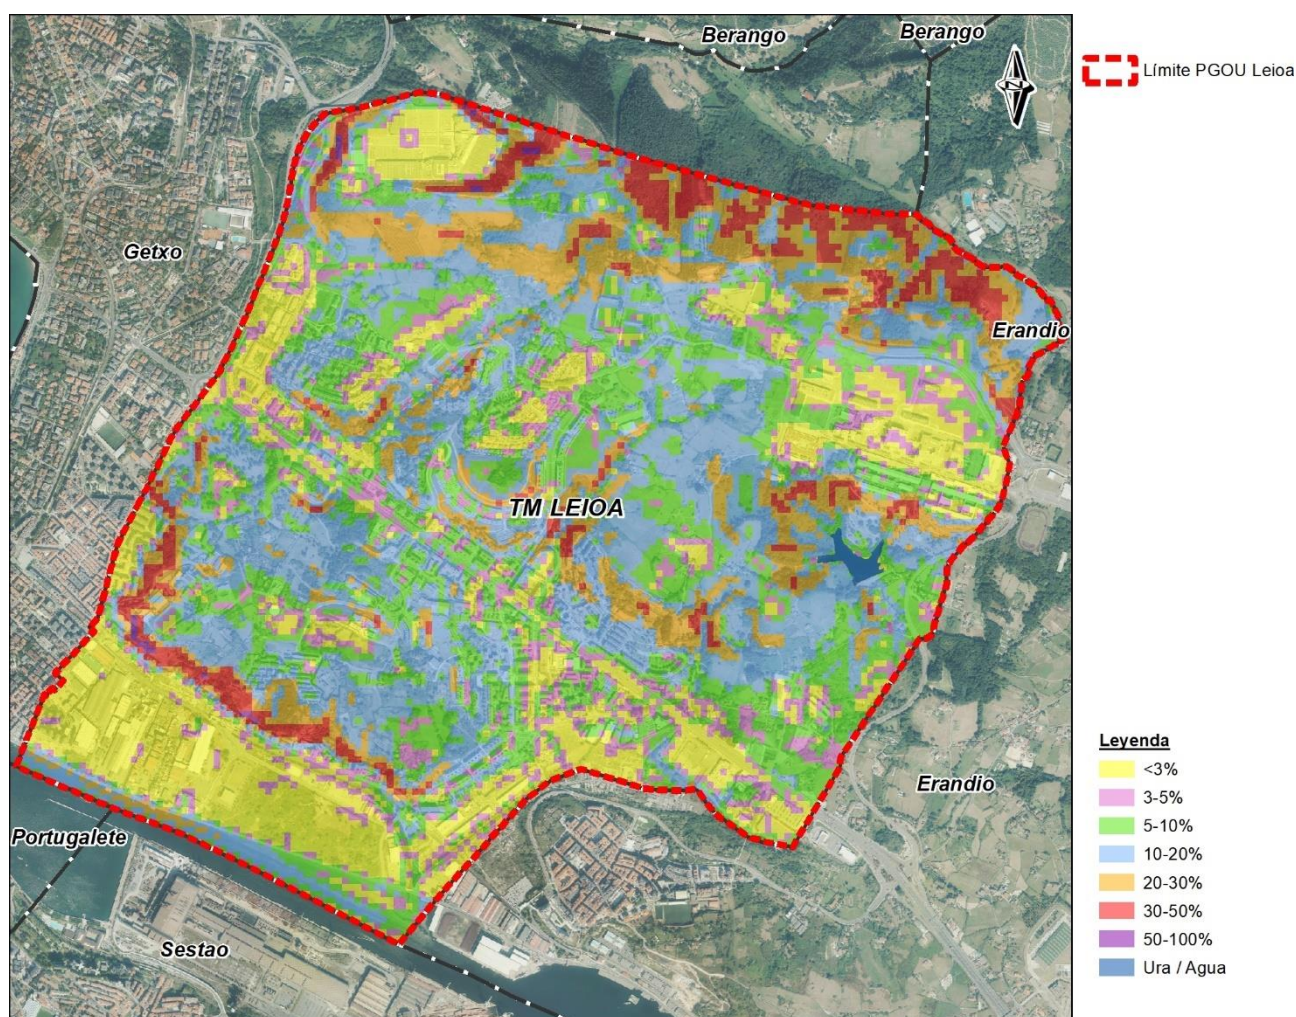 Berango
Berango
Límite PGOU Leioa
Getxo
Erandio
TM LEIOA
Leyenda
<3%
3-5%
5-10%
10-20%
20-30%
30-50%
50-100%
Ura / Agua
Erandio
Portugalete
Sestao